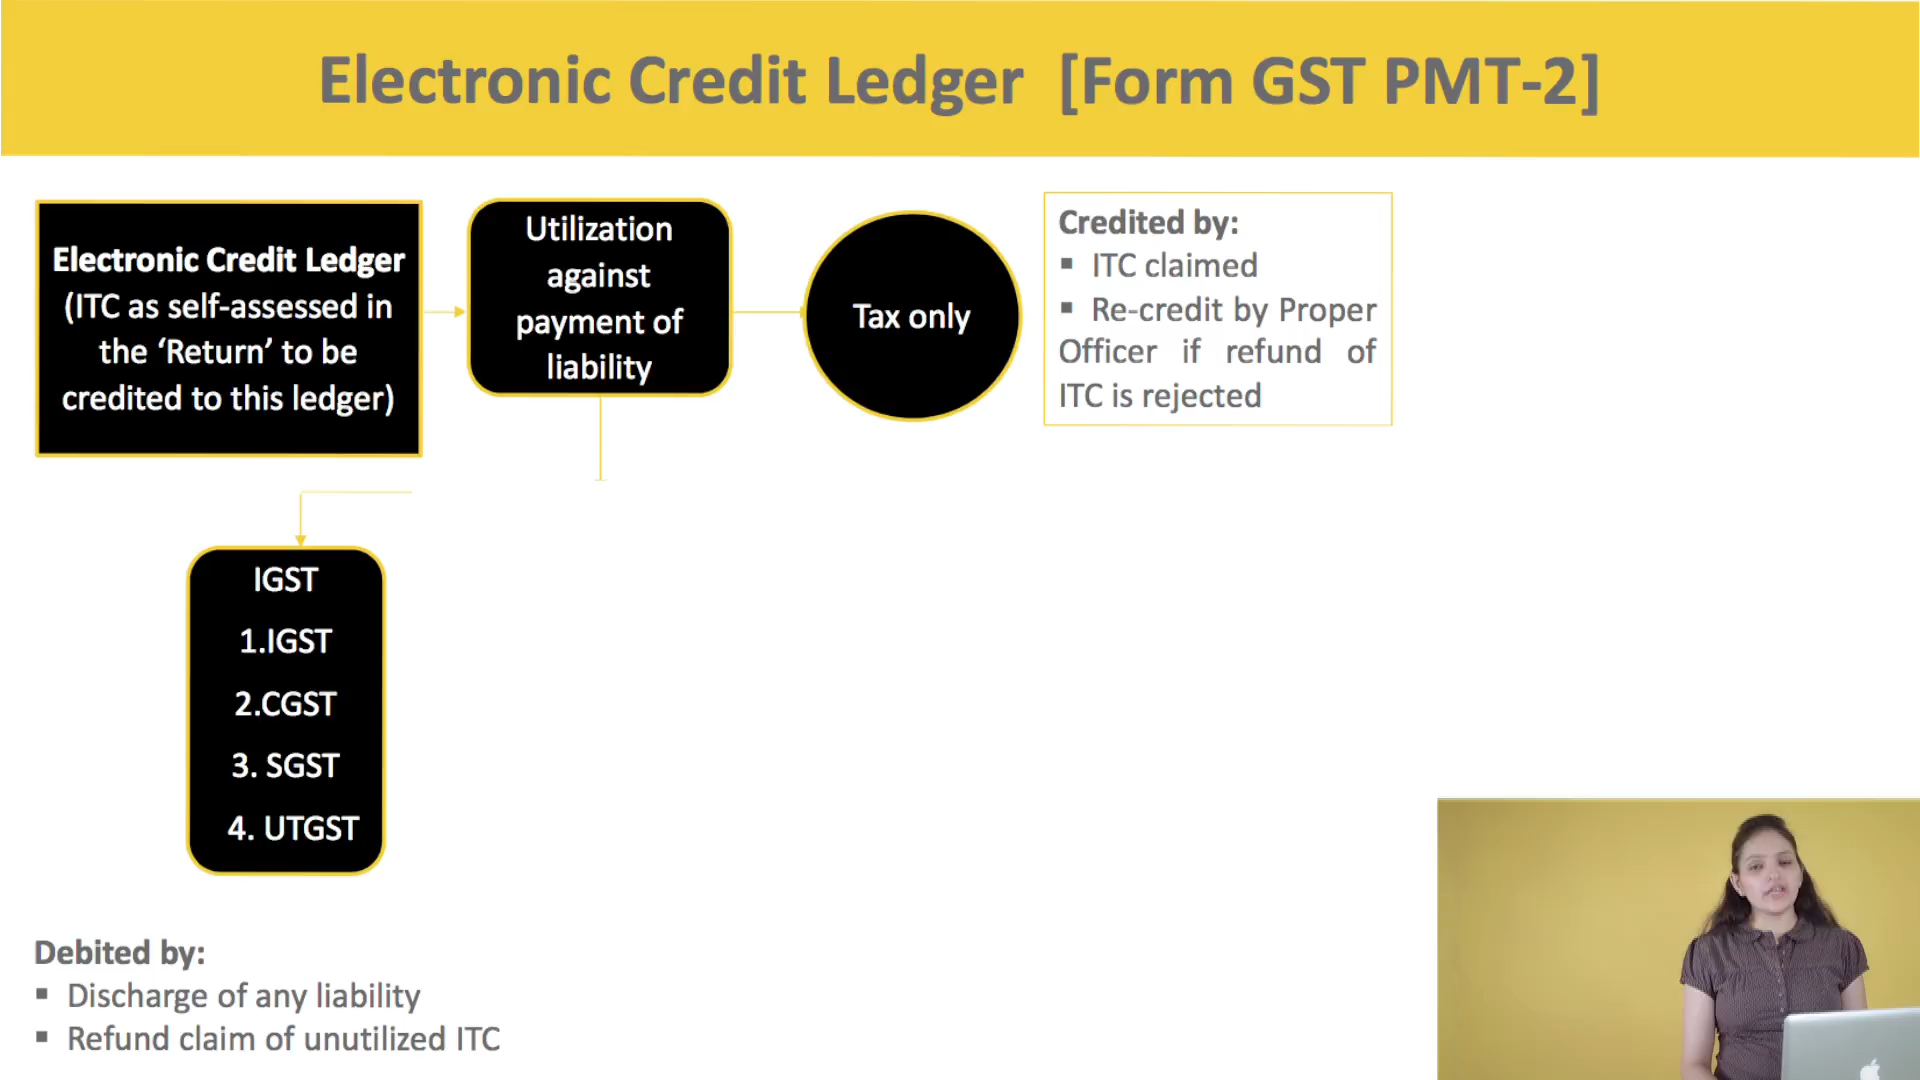 Electronic Credit Ledger [Form GST PMT-2]
Electronic Credit Ledger
(ITC as self-assessed in
the ‘Return’ to be
credited to this ledger)
Utilization
against
payment of
liability
Tax only
Credited by:
▪ ITC claimed
▪ Re-credit by Proper
Officer if refund of
ITC is rejected
IGST
1.IGST
2.CGST
3. SGST
4. UTGST
Debited by:
▪ Discharge of any liability
▪ Refund claim of unutilized ITC